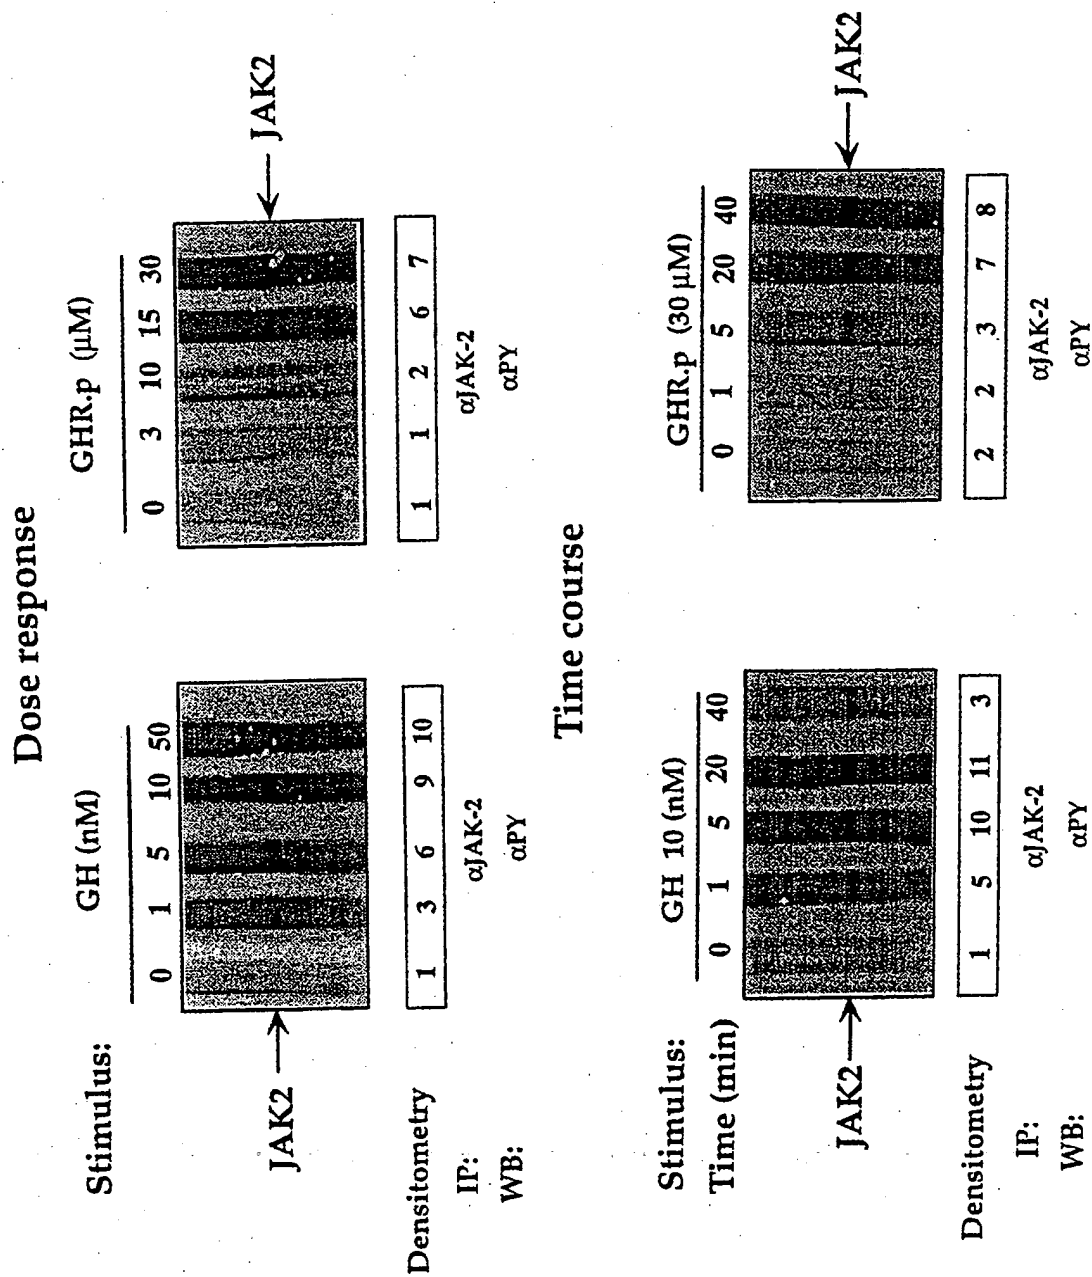 Dose response
Stimulus: GH (nM) GHR.p (µM)
0 1 5 10 50 0 3 10 15 30
JAK2 JAK2
Densitometry 1 3 6 9 10 1 1 2 6 7
IP: αJAK-2 αJAK-2
WB: αPY αPY
Time course
Stimulus: GH 10 (nM) GHR.p (30 µM)
Time (min) 0 1 5 20 40 0 1 5 20 40
JAK2 JAK2
Densitometry 1 5 10 11 3 2 2 3 7 8
IP: αJAK-2 αJAK-2
WB: αPY αPY